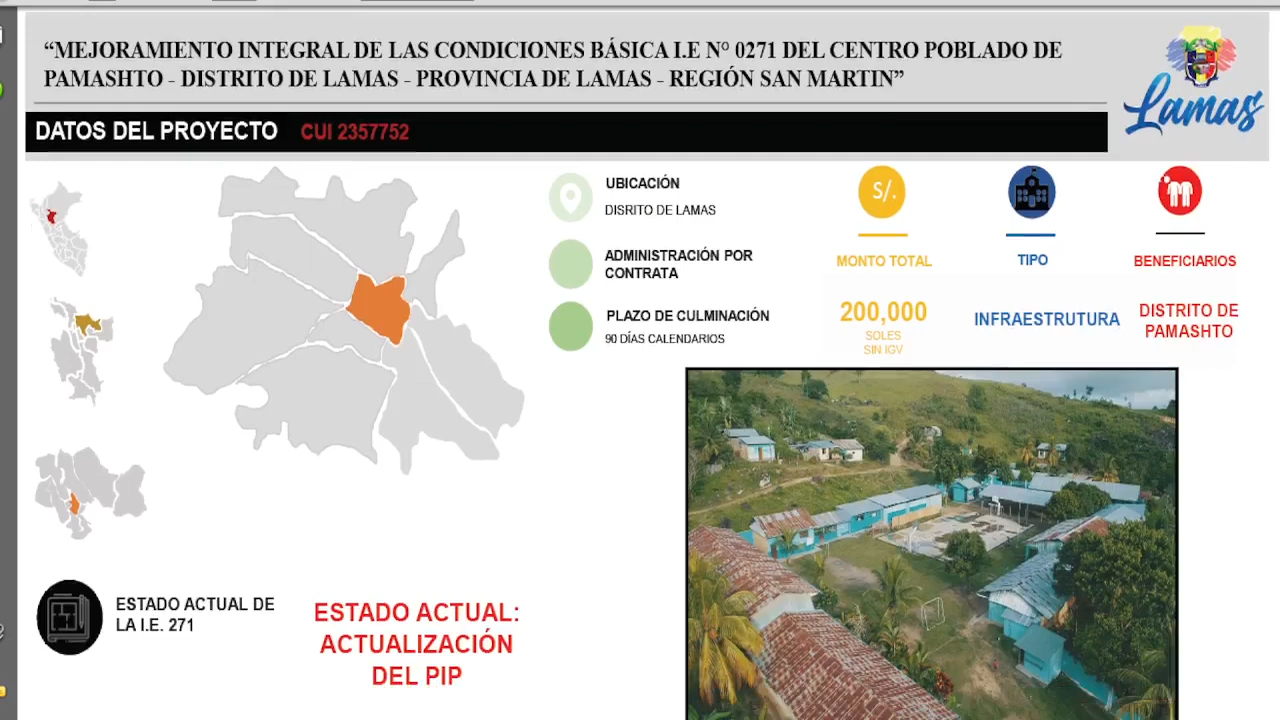 “MEJORAMIENTO INTEGRAL DE LAS CONDICIONES BÁSICA I.E N° 0271 DEL CENTRO POBLADO DE
PAMASHTO - DISTRITO DE LAMAS - PROVINCIA DE LAMAS - REGIÓN SAN MARTIN”
Lamas
DATOS DEL PROYECTO CUI 2357752
UBICACIÓN
DISRITO DE LAMAS
ADMINISTRACIÓN POR
CONTRATA
PLAZO DE CULMINACIÓN
90 DÍAS CALENDARIOS
S/.
MONTO TOTAL
200,000
SOLES
SIN IGV
TIPO
INFRAESTRUTURA
BENEFICIARIOS
DISTRITO DE
PAMASHTO
ESTADO ACTUAL DE
LA I.E. 271
ESTADO ACTUAL:
ACTUALIZACIÓN
DEL PIP